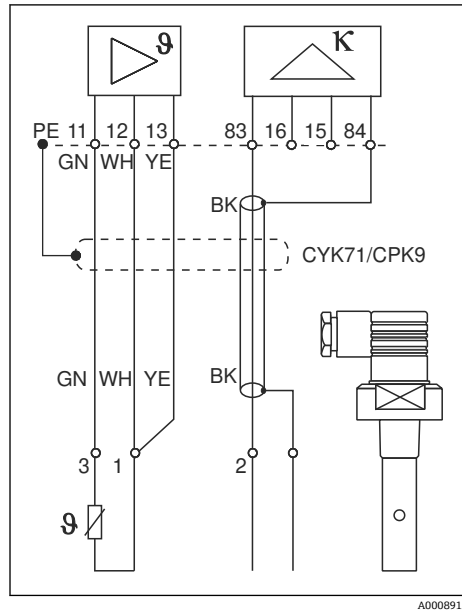 ϑ κ
PE 11 12 13 83 16 15 84
GN WH YE
BK
CYK71/CPK9
GN WH YE BK
3 1 2
ϑ
A000891